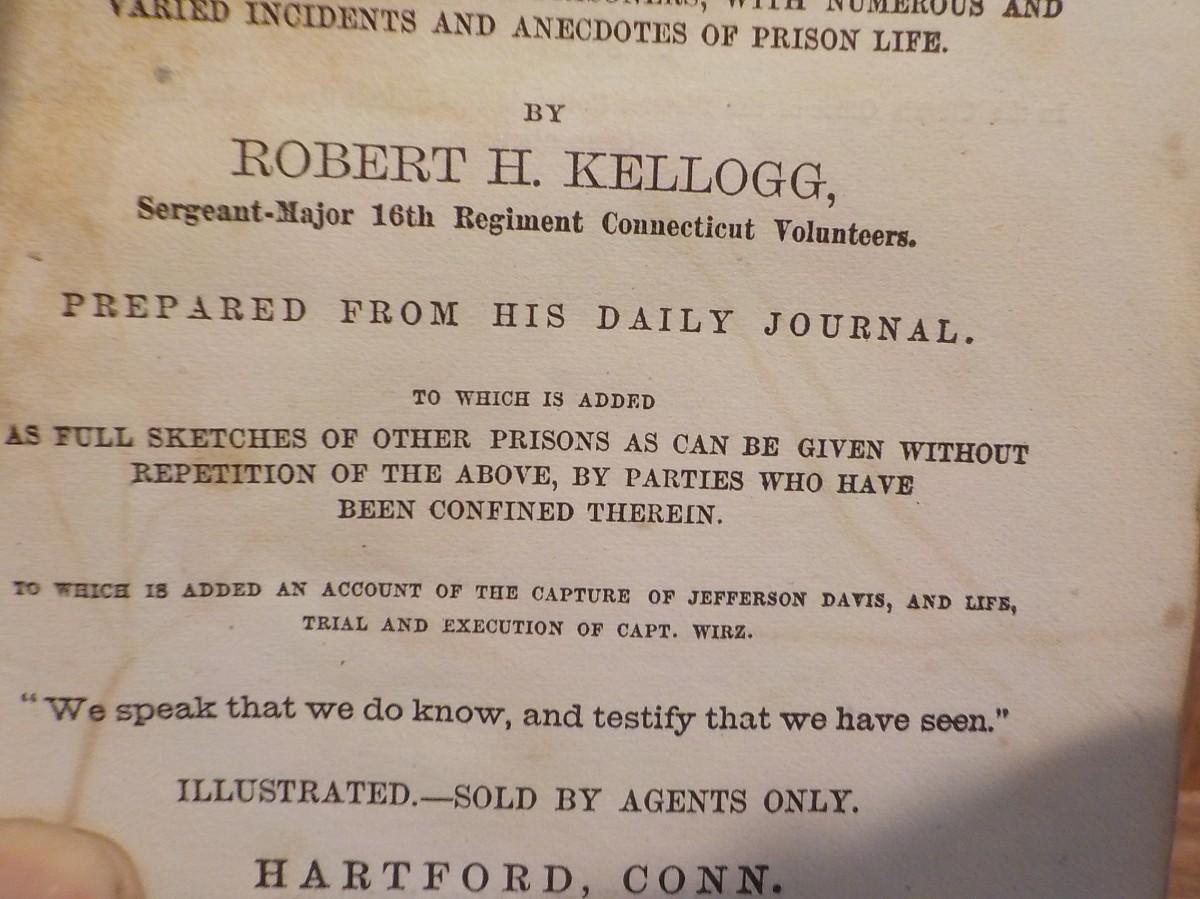 PRISONERS, WITH NUMEROUS AND
VARIED INCIDENTS AND ANECDOTES OF PRISON LIFE.
BY
ROBERT H. KELLOGG,
Sergeant-Major 16th Regiment Connecticut Volunteers.
PREPARED FROM HIS DAILY JOURNAL.
TO WHICH IS ADDED
AS FULL SKETCHES OF OTHER PRISONS AS CAN BE GIVEN WITHOUT
REPETITION OF THE ABOVE, BY PARTIES WHO HAVE
BEEN CONFINED THEREIN.
TO WHICH IS ADDED AN ACCOUNT OF THE CAPTURE OF JEFFERSON DAVIS, AND LIFE,
TRIAL AND EXECUTION OF CAPT. WIRZ.
“We speak that we do know, and testify that we have seen.”
ILLUSTRATED.—SOLD BY AGENTS ONLY.
HARTFORD, CONN.